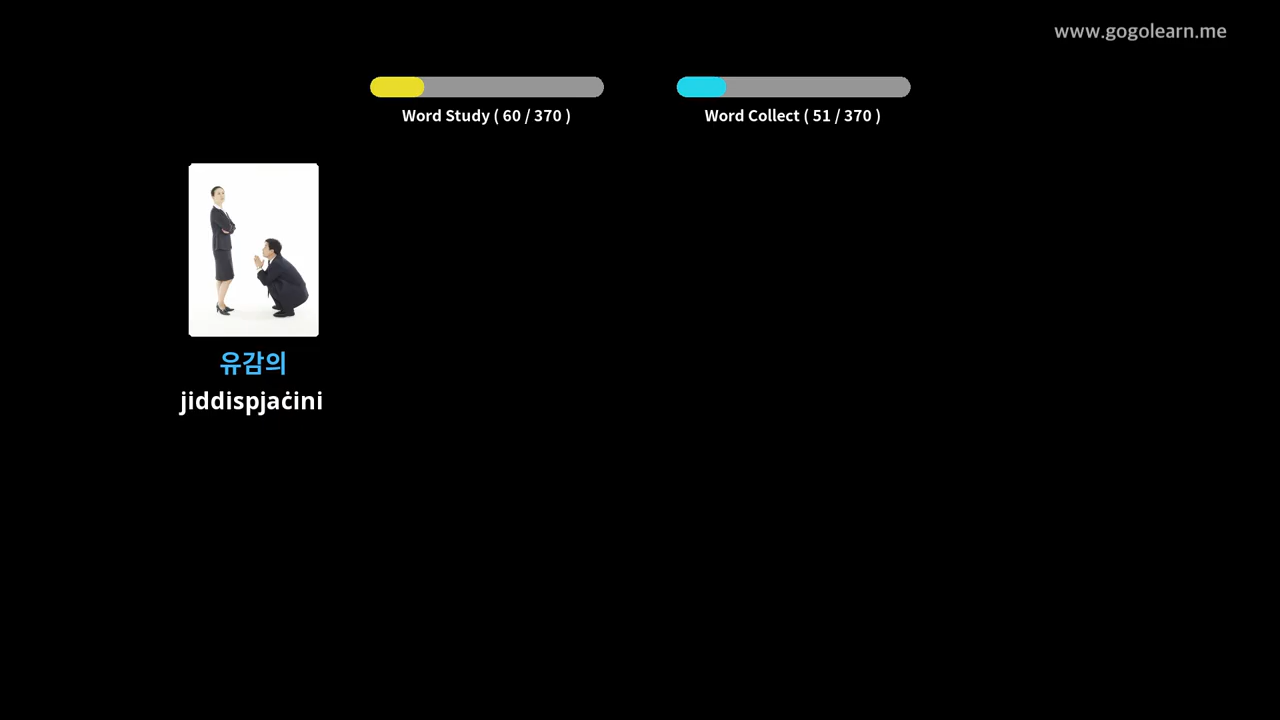 www.gogolearn.me
Word Study ( 60 / 370 )
Word Collect ( 51 / 370 )
유감의
jiddispjaċini